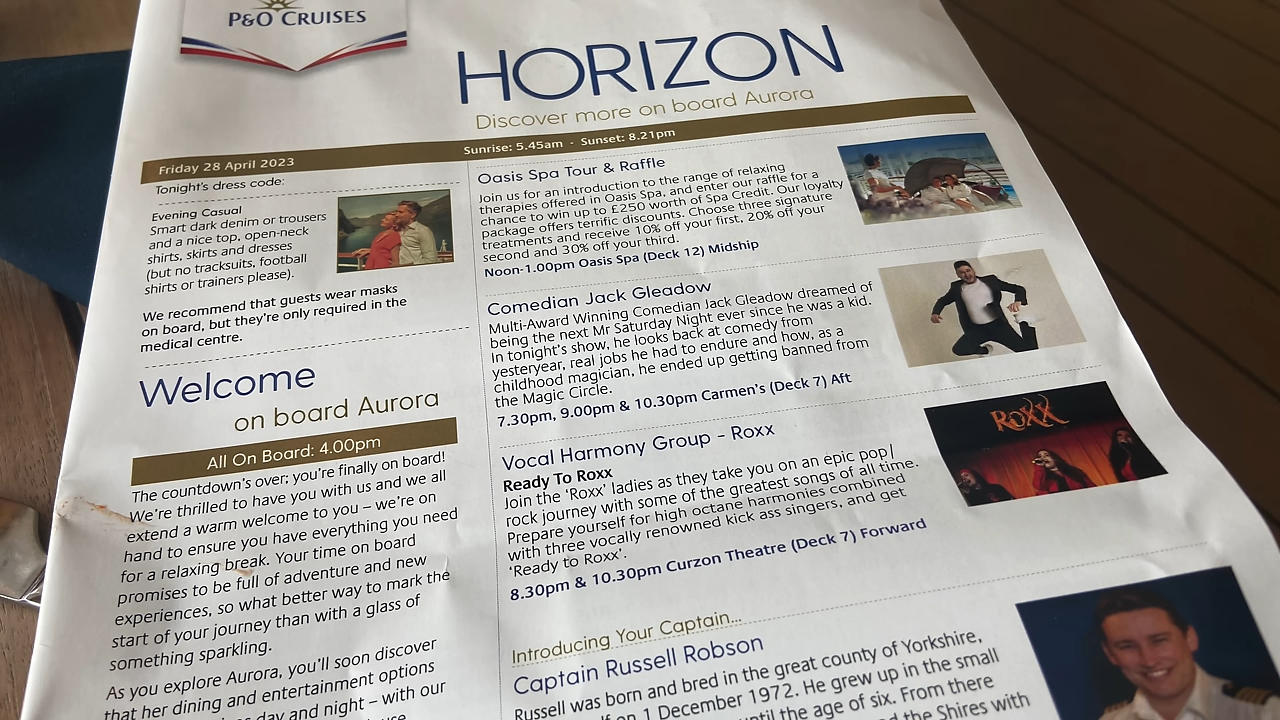 P&O CRUISES
HORIZON
Discover more on board Aurora
Friday 28 April 2023
Sunrise: 5.45am · Sunset: 8.21pm
Tonight's dress code:
Evening Casual
Smart dark denim or trousers
and a nice top, open-neck
shirts, skirts and dresses
(but no tracksuits, football
shirts or trainers please).
We recommend that guests wear masks
on board, but they're only required in the
medical centre.
Welcome
on board Aurora
All On Board: 4.00pm
The countdown's over; you're finally on board!
We're thrilled to have you with us and we all
extend a warm welcome to you – we're on
hand to ensure you have everything you need
for a relaxing break. Your time on board
promises to be full of adventure and new
experiences, so what better way to mark the
start of your journey than with a glass of
something sparkling.
As you explore Aurora, you'll soon discover
that her dining and entertainment options
day and night – with our
Oasis Spa Tour & Raffle
Join us for an introduction to the range of relaxing
therapies offered in Oasis Spa, and enter our raffle for a
chance to win up to £250 worth of Spa Credit. Our loyalty
package offers terrific discounts. Choose three signature
treatments and receive 10% off your first, 20% off your
second and 30% off your third.
Noon-1.00pm Oasis Spa (Deck 12) Midship
Comedian Jack Gleadow
Multi-Award Winning Comedian Jack Gleadow dreamed of
being the next Mr Saturday Night ever since he was a kid.
In tonight's show, he looks back at comedy from
yesteryear, real jobs he had to endure and how, as a
childhood magician, he ended up getting banned from
the Magic Circle.
7.30pm, 9.00pm & 10.30pm Carmen's (Deck 7) Aft
Vocal Harmony Group - Roxx
Ready To Roxx
Join the 'Roxx' ladies as they take you on an epic pop/
rock journey with some of the greatest songs of all time.
Prepare yourself for high octane harmonies combined
with three vocally renowned kick ass singers, and get
'Ready to Roxx'.
8.30pm & 10.30pm Curzon Theatre (Deck 7) Forward
ROXX
Introducing Your Captain...
Captain Russell Robson
Russell was born and bred in the great county of Yorkshire,
on 1 December 1972. He grew up in the small
until the age of six. From there
the Shires with